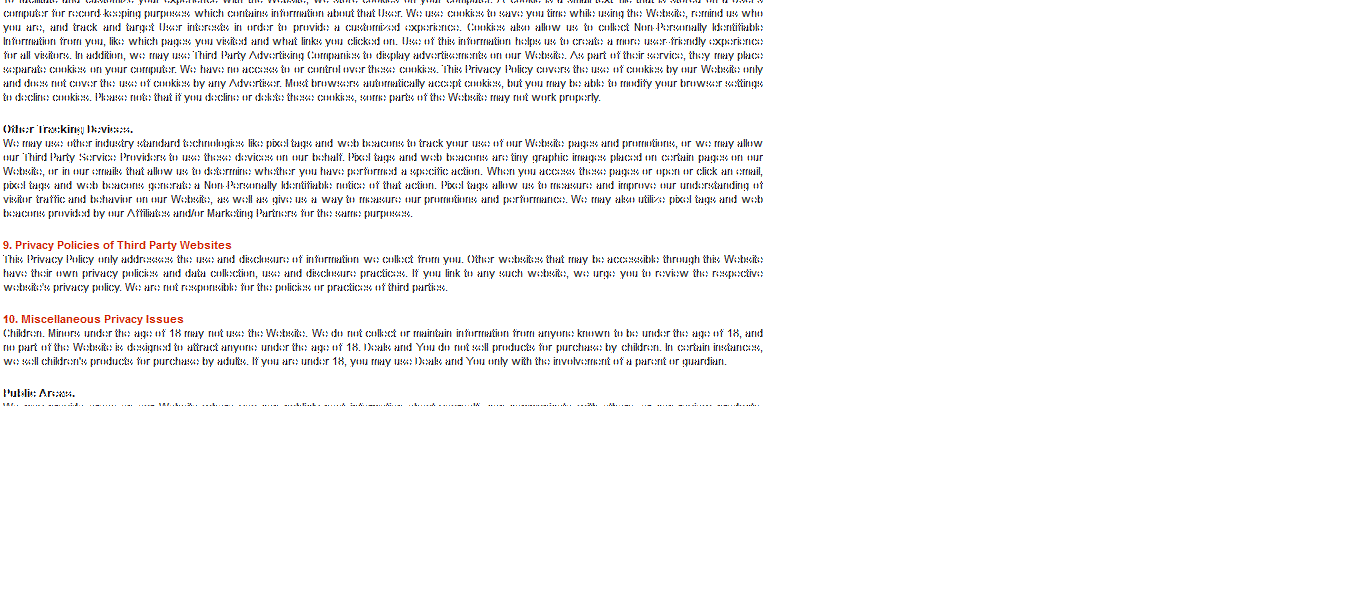 To facilitate and customize your experience with the Website, we store cookies on your computer. A cookie is a small text file that is stored on a User's
computer for record-keeping purposes which contains information about that User. We use cookies to save you time while using the Website, remind us who
you are, and track and target User interests in order to provide a customized experience. Cookies also allow us to collect Non-Personally Identifiable
Information from you, like which pages you visited and what links you clicked on. Use of this information helps us to create a more user-friendly experience
for all visitors. In addition, we may use Third Party Advertising Companies to display advertisements on our Website. As part of their service, they may place
separate cookies on your computer. We have no access to or control over these cookies. This Privacy Policy covers the use of cookies by our Website only
and does not cover the use of cookies by any Advertiser. Most browsers automatically accept cookies, but you may be able to modify your browser settings
to decline cookies. Please note that if you decline or delete these cookies, some parts of the Website may not work properly.
Other Tracking Devices.
We may use other industry standard technologies like pixel tags and web beacons to track your use of our Website pages and promotions, or we may allow
our Third Party Service Providers to use these devices on our behalf. Pixel tags and web beacons are tiny graphic images placed on certain pages on our
Website, or in our emails that allow us to determine whether you have performed a specific action. When you access these pages or open or click an email,
pixel tags and web beacons generate a Non-Personally Identifiable notice of that action. Pixel tags allow us to measure and improve our understanding of
visitor traffic and behavior on our Website, as well as give us a way to measure our promotions and performance. We may also utilize pixel tags and web
beacons provided by our Affiliates and/or Marketing Partners for the same purposes.
9. Privacy Policies of Third Party Websites
This Privacy Policy only addresses the use and disclosure of information we collect from you. Other websites that may be accessible through this Website
have their own privacy policies and data collection, use and disclosure practices. If you link to any such website, we urge you to review the respective
website's privacy policy. We are not responsible for the policies or practices of third parties.
10. Miscellaneous Privacy Issues
Children. Minors under the age of 18 may not use the Website. We do not collect or maintain information from anyone known to be under the age of 18, and
no part of the Website is designed to attract anyone under the age of 18. Deals and You do not sell products for purchase by children. In certain instances,
we sell children's products for purchase by adults. If you are under 18, you may use Deals and You only with the involvement of a parent or guardian.
Public Areas.